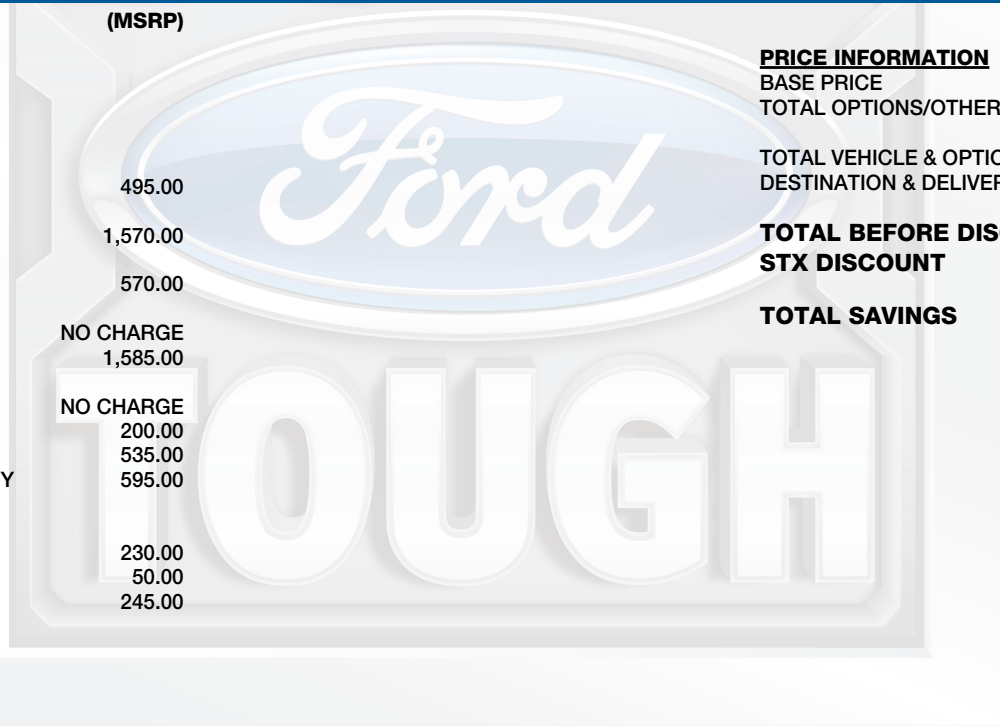 (MSRP)
495.00
1,570.00
570.00
NO CHARGE
1,585.00
NO CHARGE
200.00
535.00
Y 595.00
230.00
50.00
245.00
PRICE INFORMATION
BASE PRICE
TOTAL OPTIONS/OTHER
TOTAL VEHICLE & OPTIO
DESTINATION & DELIVER
TOTAL BEFORE DISC
STX DISCOUNT
TOTAL SAVINGS
Ford
TOUGH